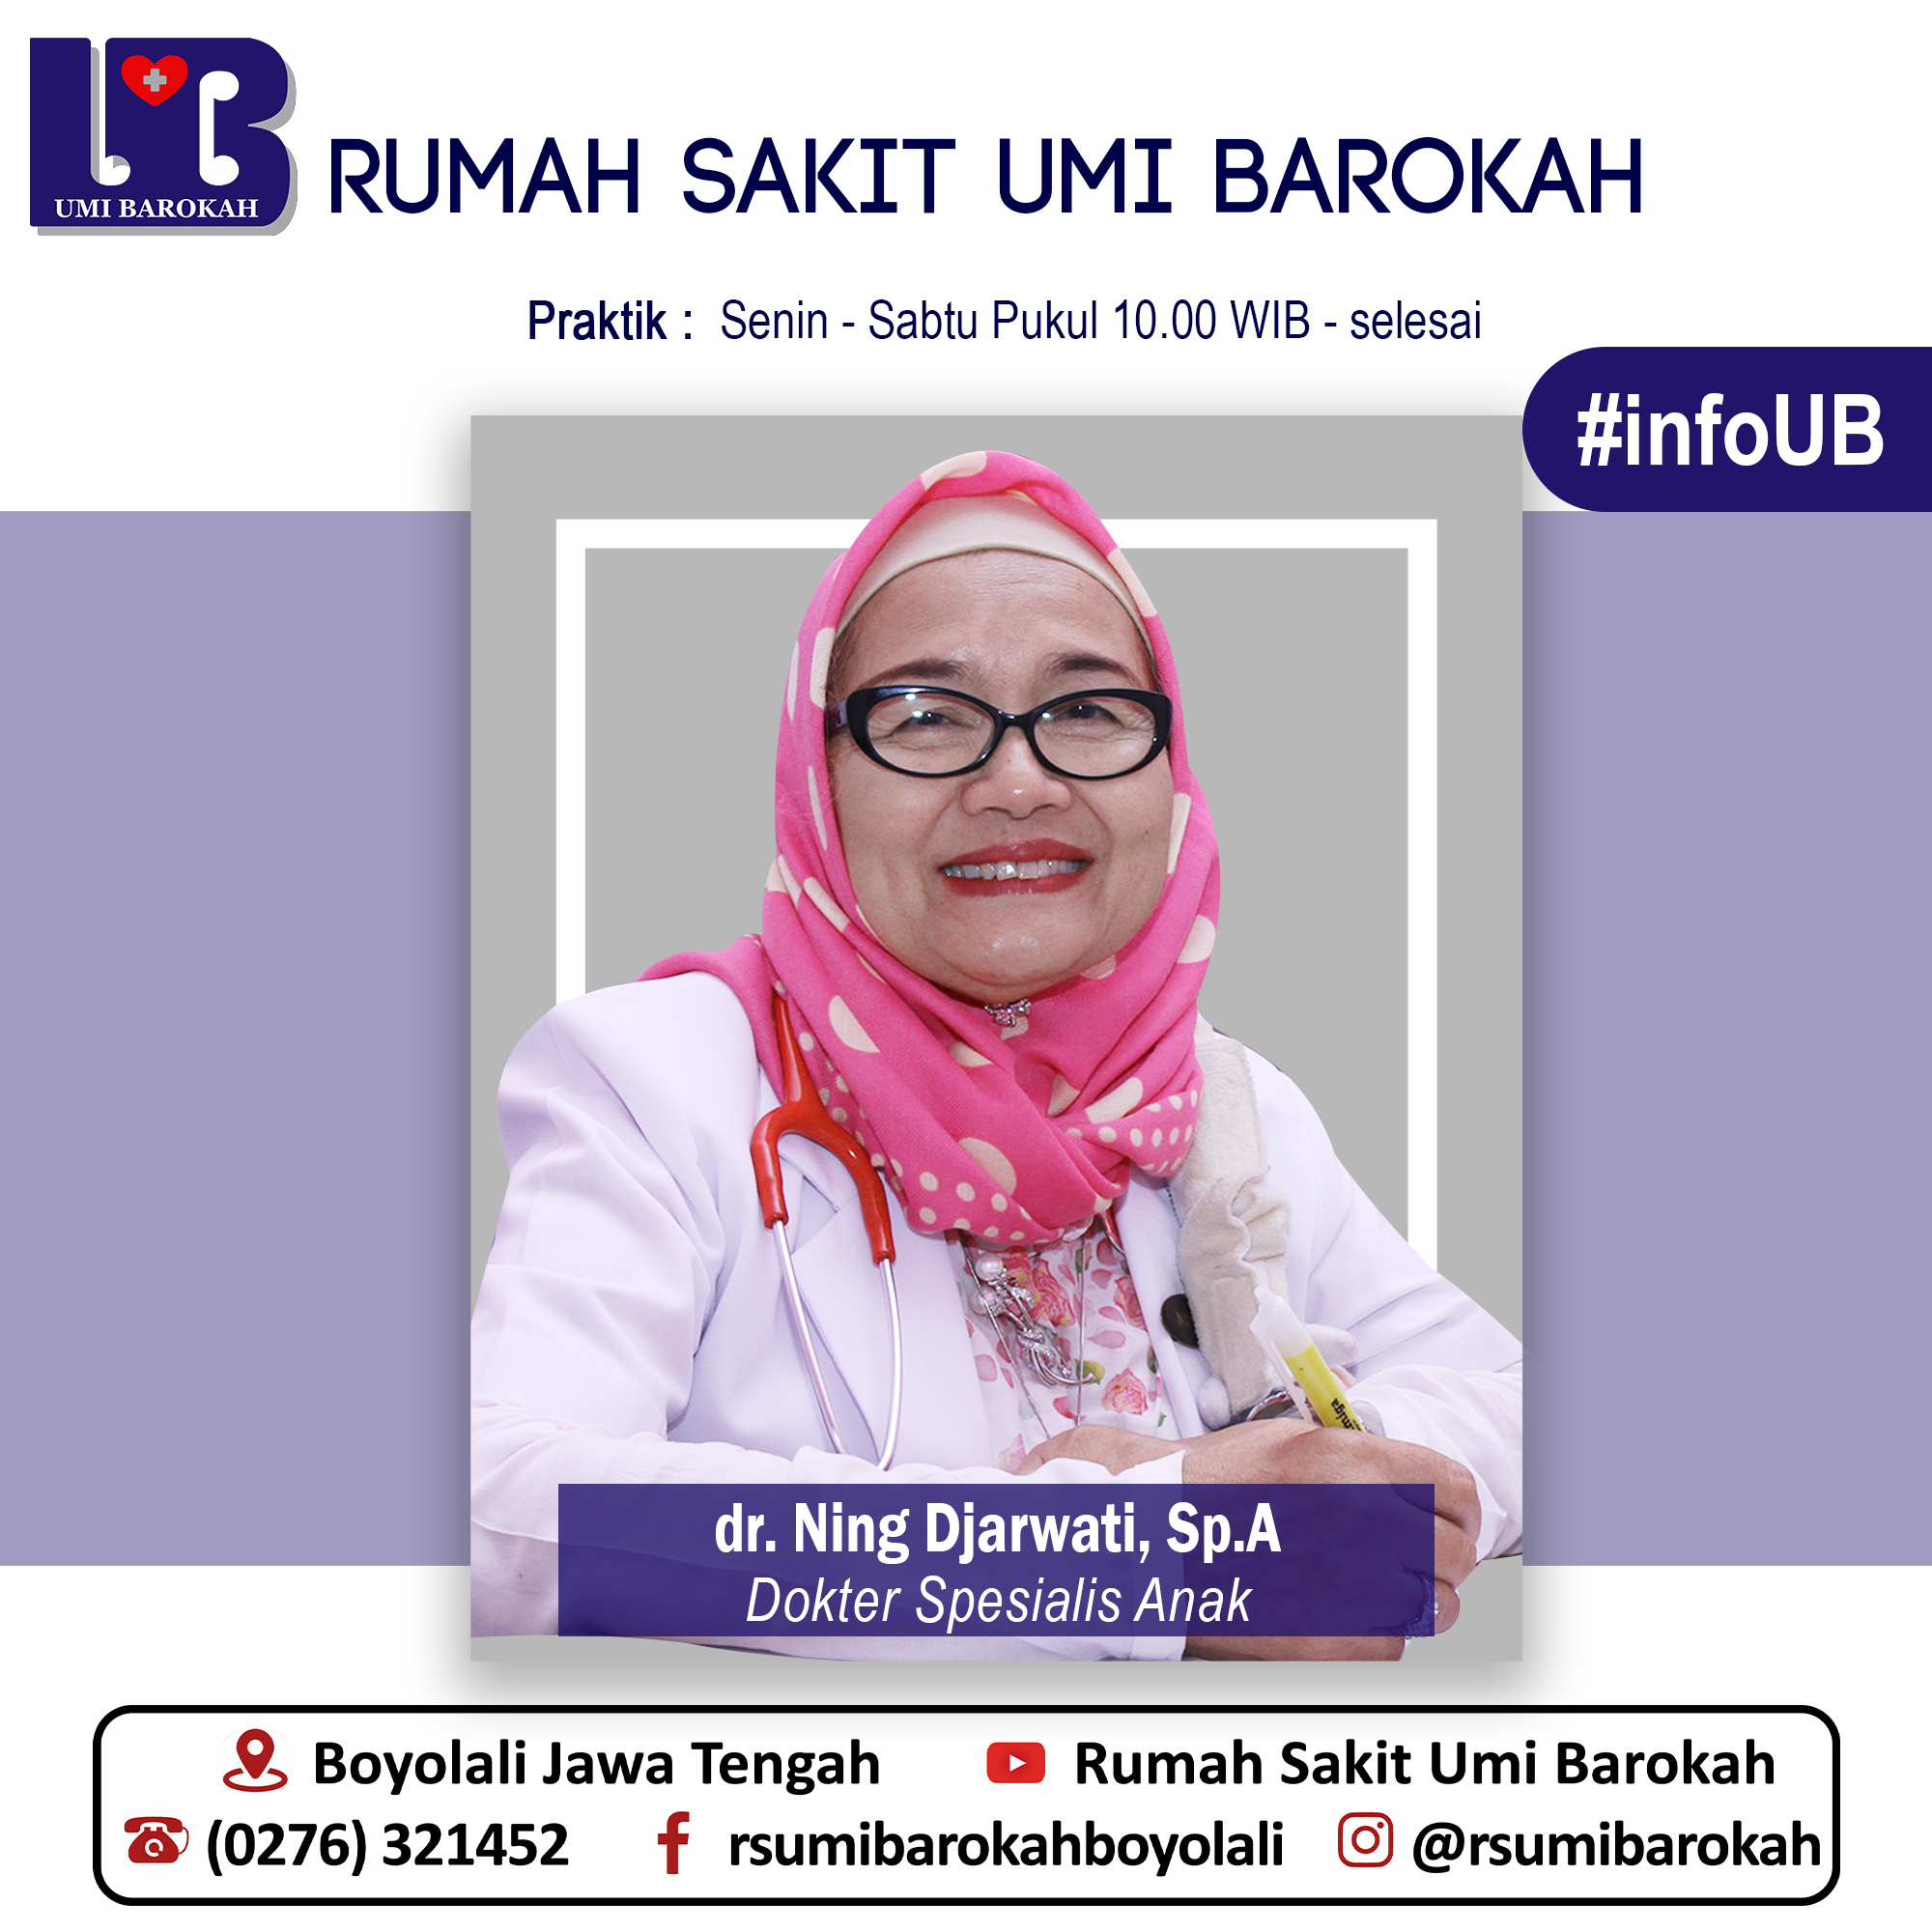 UMI BAROKAH
RUMAH SAKIT UMI BAROKAH
Praktik : Senin - Sabtu Pukul 10.00 WIB - selesai
#infoUB
dr. Ning Djarwati, Sp.A
Dokter Spesialis Anak
Boyolali Jawa Tengah
Rumah Sakit Umi Barokah
(0276) 321452
rsumibarokahboyolali
@rsumibarokah